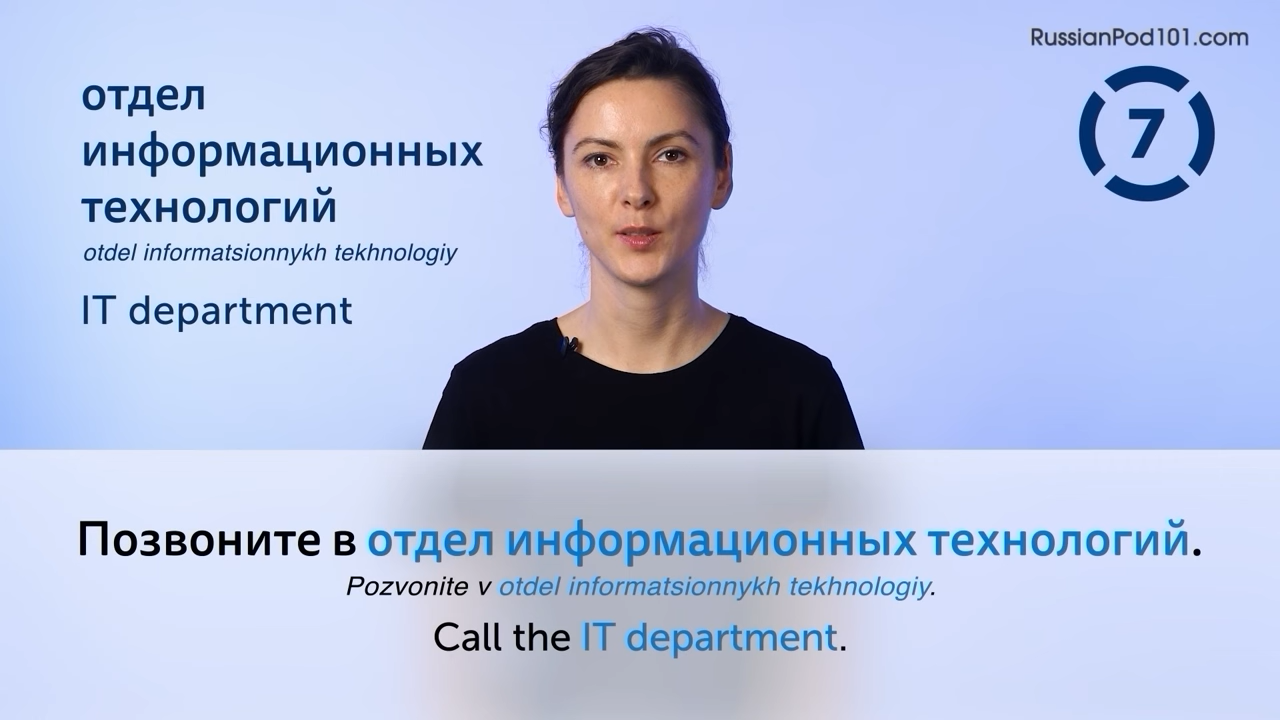 RussianPod101.com
7
отдел
информационных
технологий
otdel informatsionnykh tekhnologiy
IT department
Позвоните в отдел информационных технологий.
Pozvonite v otdel informatsionnykh tekhnologiy.
Call the IT department.